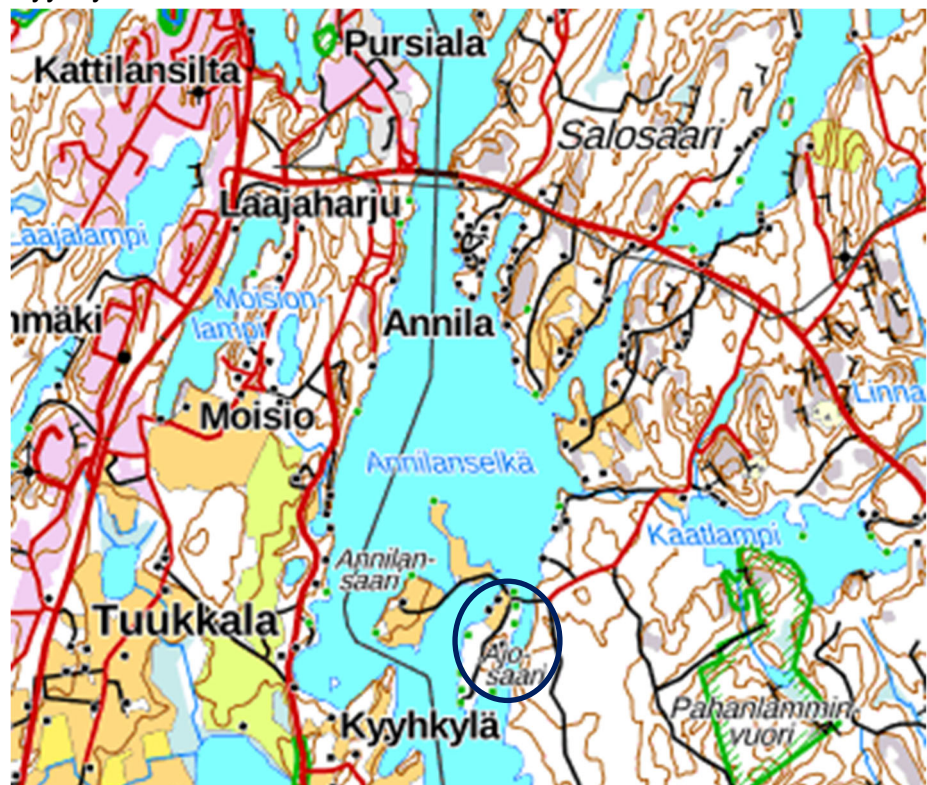 Pursiala
Kattilansilta
Salosaari
Laajaharju
Laajalampi
Moision-
lampi
nmäki
Annila
Linna
Moisio
Annilanselkä
Kaatlampi
Annilan-
saari
Tuukkala
Ajo-
saari
Pahanlammin-
vuori
Kyyhkylä